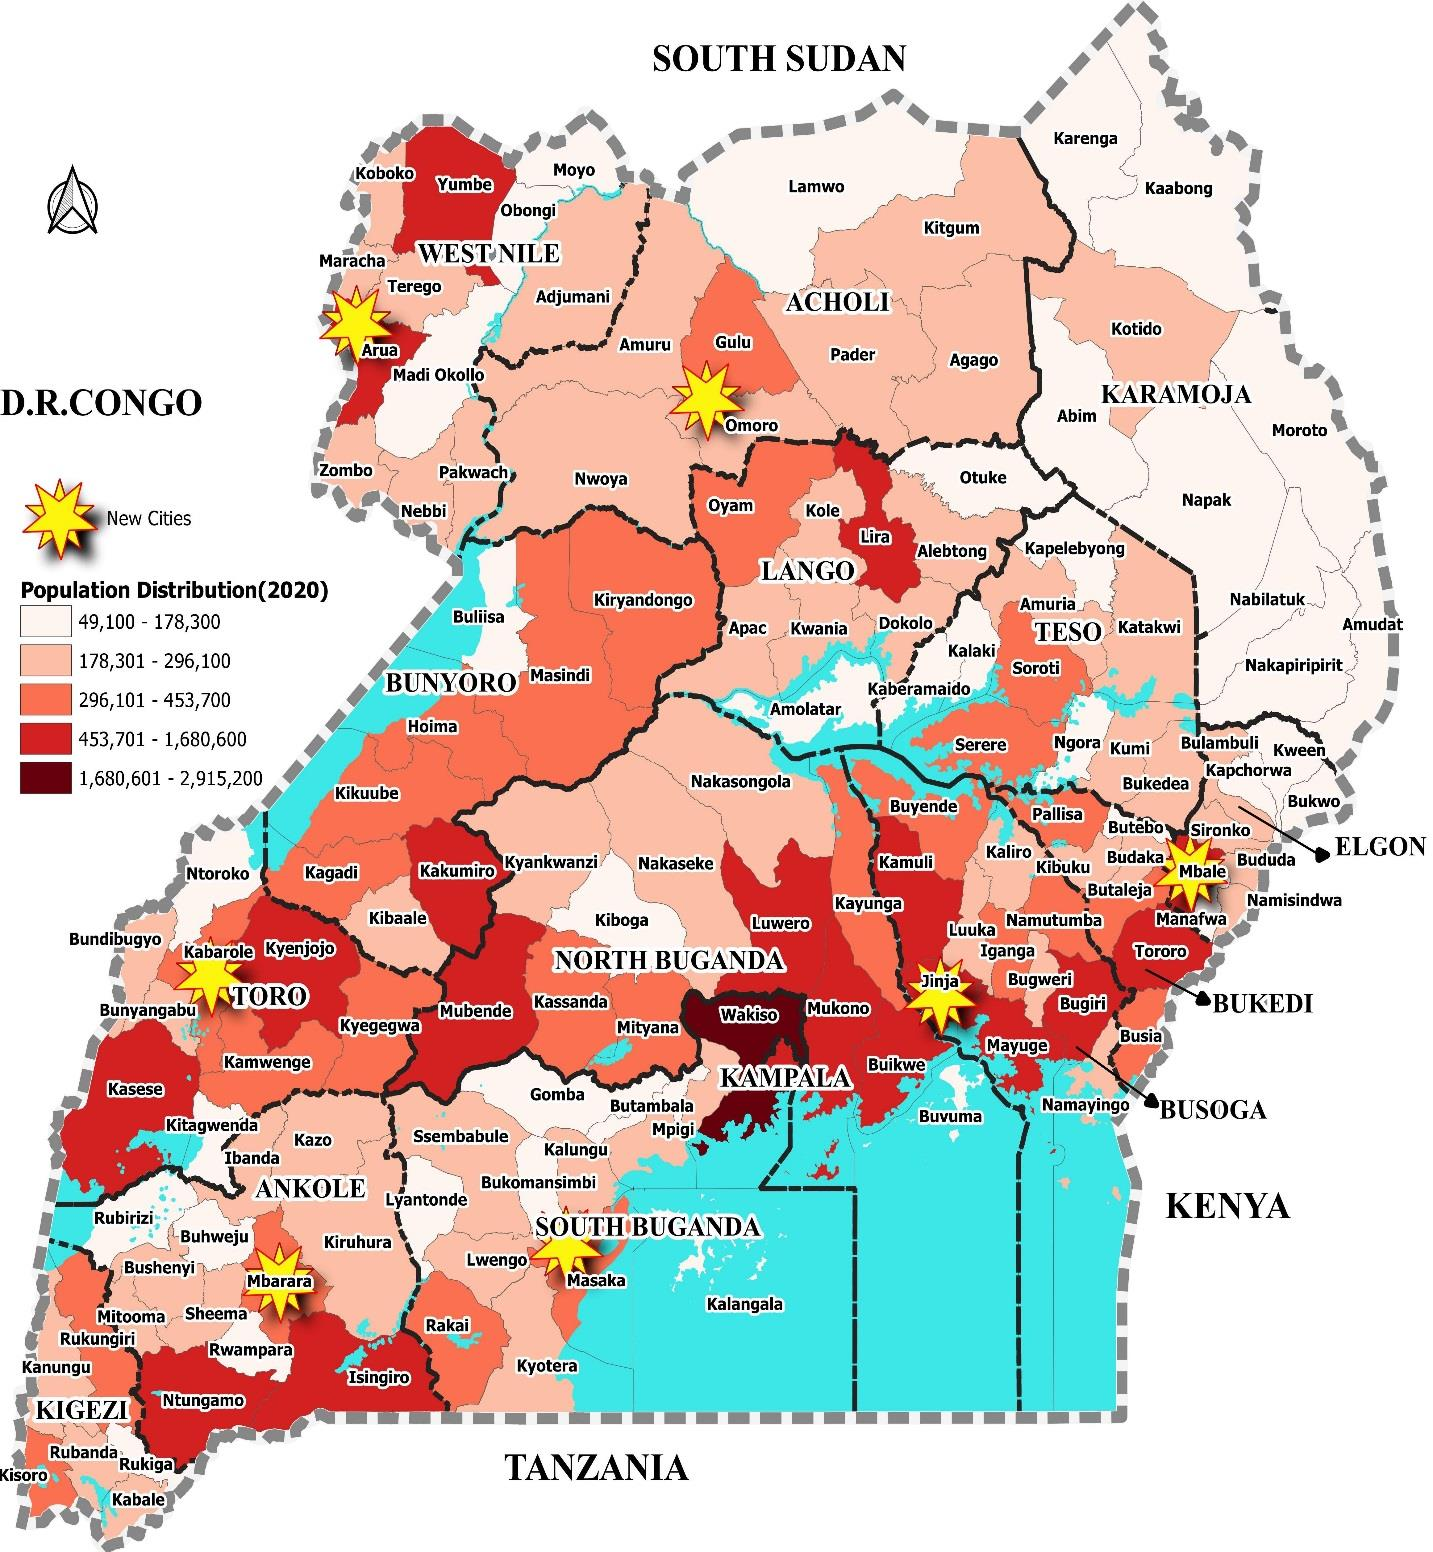 SOUTH SUDAN
Karenga
Kaabong
Moyo
Koboko
Yumbe
Lamwo
Obongi
Kitgum
WEST NILE
Maracha
Terego
Adjumani
ACHOLI
Kotido
Gulu
Amuru
Arua
Pader
Agago
Madi Okollo
KARAMOJA
D.R.CONGO
Abim
Omoro
Moroto
Zombo
Pakwach
Nwoya
Otuke
Napak
Oyam
Kole
Nebbi
New Cities
Lira
Alebtong
Kapelebyong
LANGO
Population Distribution(2020)
49,100 - 178,300
178,301 - 296,100
296,101 - 453,700
453,701 - 1,680,600
1,680,601 - 2,915,200
Kiryandongo
Nabilatuk
Buliisa
Amuria
Apac
Kwania
Dokolo
TESO
Katakwi
Amudat
Kalaki
Nakapiripirit
Masindi
Soroti
BUNYORO
Kaberamaido
Amolatar
Hoima
Serere
Ngora
Kumi
Bulambuli
Kween
Kapchorwa
Nakasongola
Bukedea
Kikuube
Buyende
Bukwo
Pallisa
Butebo
Sironko
ELGON
Kaliro
Budaka
Bududa
Kyankwanzi
Nakaseke
Kamuli
Kibuku
Mbale
Kagadi
Kakumiro
Ntoroko
Butaleja
Namisindwa
Kayunga
Kibaale
Kiboga
Luwero
Namutumba
Manafwa
Luuka
Bundibugyo
Kabarole
Kyenjojo
Iganga
Tororo
NORTH BUGANDA
Jinja
Bugweri
TORO
Kassanda
Bugiri
BUKEDI
Bunyangabu
Mubende
Wakiso
Mukono
Kyegegwa
Mityana
Busia
Mayuge
Kamwenge
Buikwe
KAMPALA
Kasese
Gomba
Butambala
Namayingo
BUSOGA
Buvuma
Kitagwenda
Mpigi
Ssembabule
Kazo
Kalungu
Ibanda
ANKOLE
Bukomansimbi
Lyantonde
KENYA
Rubirizi
SOUTH BUGANDA
Buhweju
Kiruhura
Bushenyi
Lwengo
Mbarara
Masaka
Kalangala
Mitooma
Sheema
Rakai
Rukungiri
Rwampara
Kanungu
Kyotera
Isingiro
Ntungamo
KIGEZI
Rubanda
Rukiga
TANZANIA
Kisoro
Kabale